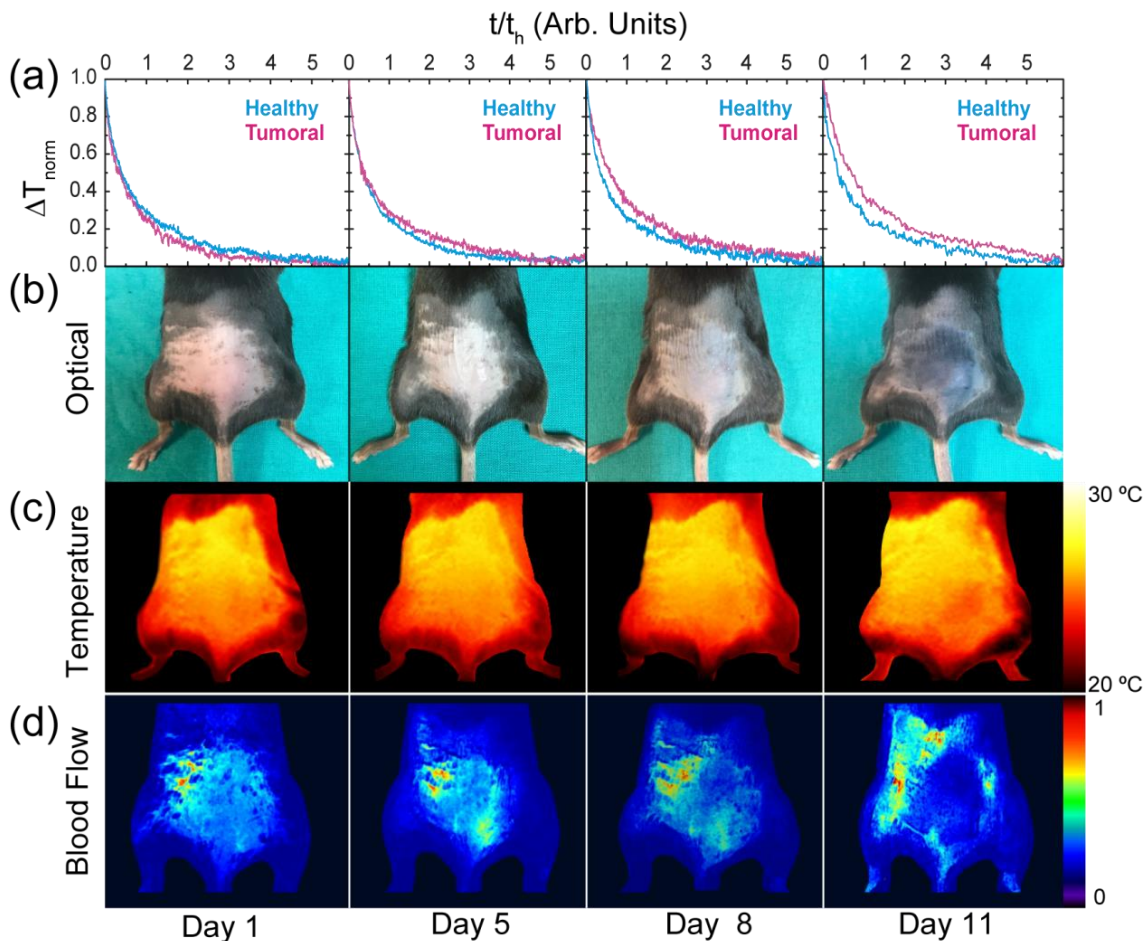 t/t_h (Arb. Units)
0 1 2 3 4 5 0 1 2 3 4 5 0 1 2 3 4 5 0 1 2 3 4 5
(a)
1.0
0.8
0.6
0.4
0.2
0.0
ΔT_norm
Healthy Healthy Healthy Healthy
Tumoral Tumoral Tumoral Tumoral
(b)
Optical
(c)
Temperature
30 ºC
20 ºC
(d)
Blood Flow
1
0
Day 1 Day 5 Day 8 Day 11